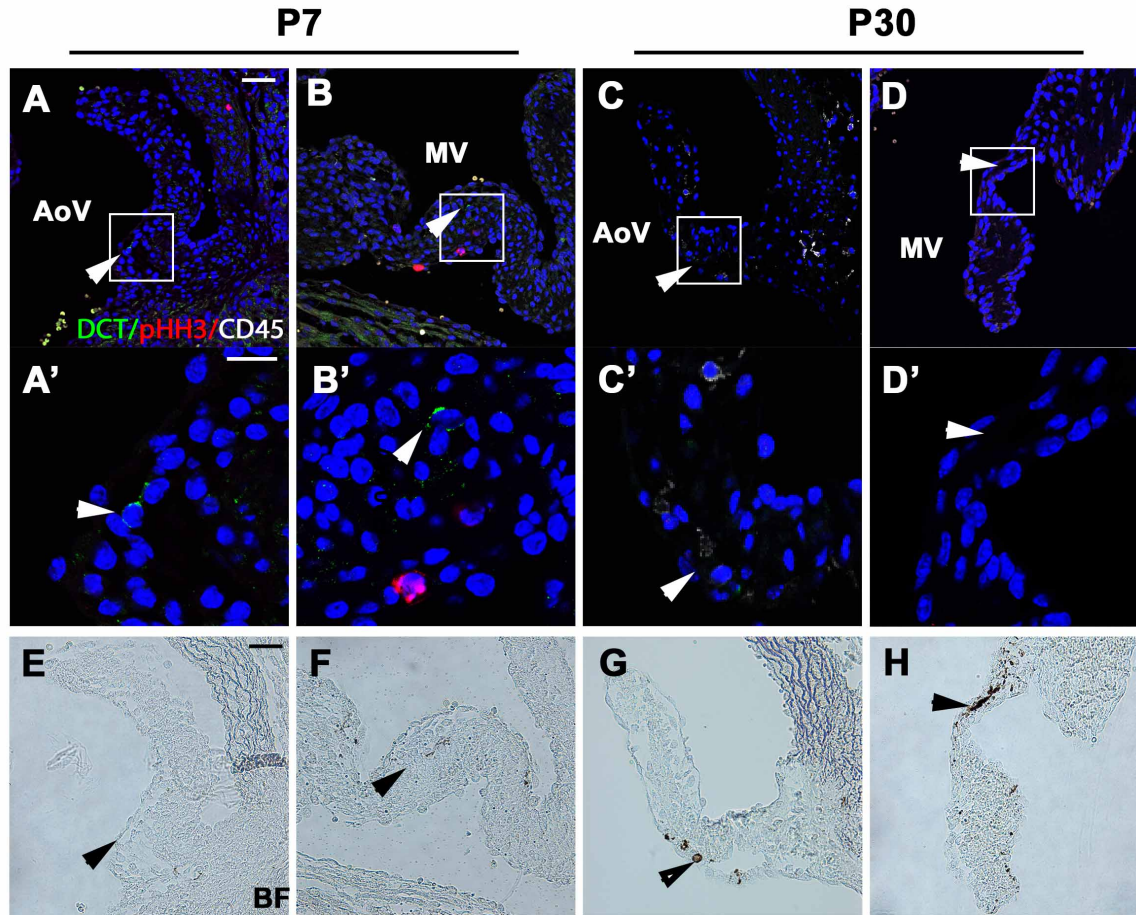 P7 P30
A B C D
MV
AoV AoV
MV
DCT/pHH3/CD45
A' B' C' D'
E F G H
BF